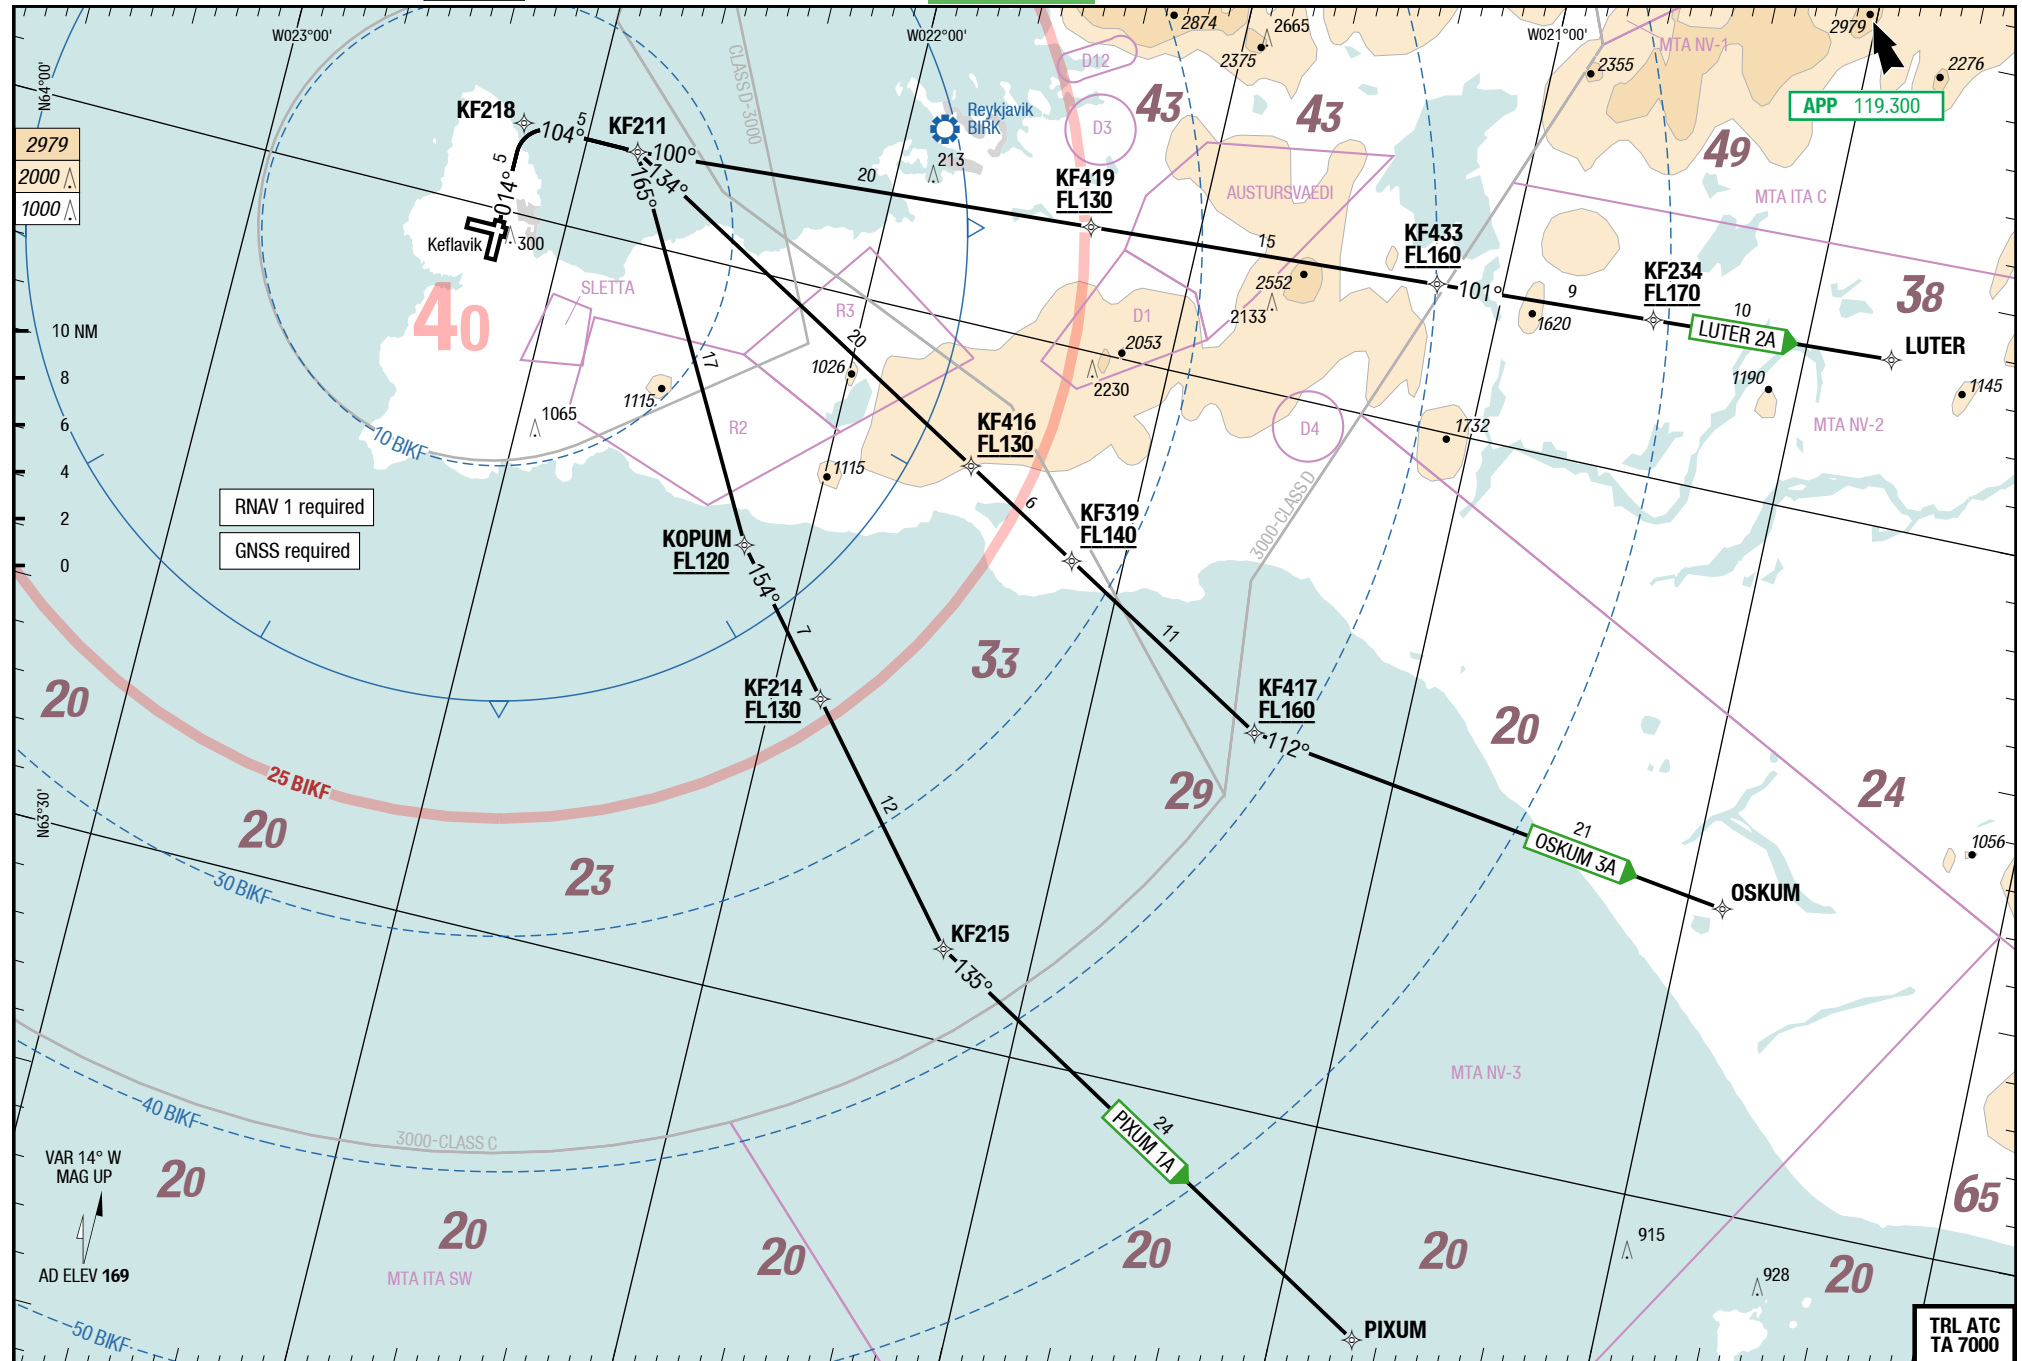 W023°00'
W022°00'
W021°00'
N64°00'
N63°30'
2979
2000
1000
CLASS D-3000
D12
2874
2665
2375
2355
MTA NV-1
2979
2276
APP 119.300
43
43
49
KF218
104°
5
KF211
100°
134°
165°
5
014°
Keflavik
300
Reykjavik
BIRK
213
D3
20
KF419
FL130
AUSTURSVAEDI
MTA ITA C
15
KF433
FL160
101°
9
KF234
FL170
10
LUTER 2A
LUTER
38
40
SLETTA
R3
D1
2552
2133
2053
2230
1620
1190
1145
10 NM
8
6
4
2
0
17
20
1026
1115
1065
R2
1115
10 BIKF
KF416
FL130
D4
1732
MTA NV-2
RNAV 1 required
GNSS required
KOPUM
FL120
154°
6
KF319
FL140
3000-CLASS D
7
11
33
20
KF214
FL130
KF417
FL160
112°
20
25 BIKF
29
24
12
20
23
21
OSKUM 3A
OSKUM
1056
30 BIKF
KF215
135°
MTA NV-3
40 BIKF
3000-CLASS C
24
PIXUM 1A
VAR 14° W
MAG UP
AD ELEV 169
20
20
20
20
20
20
65
MTA ITA SW
915
928
50 BIKF
PIXUM
TRL ATC
TA 7000